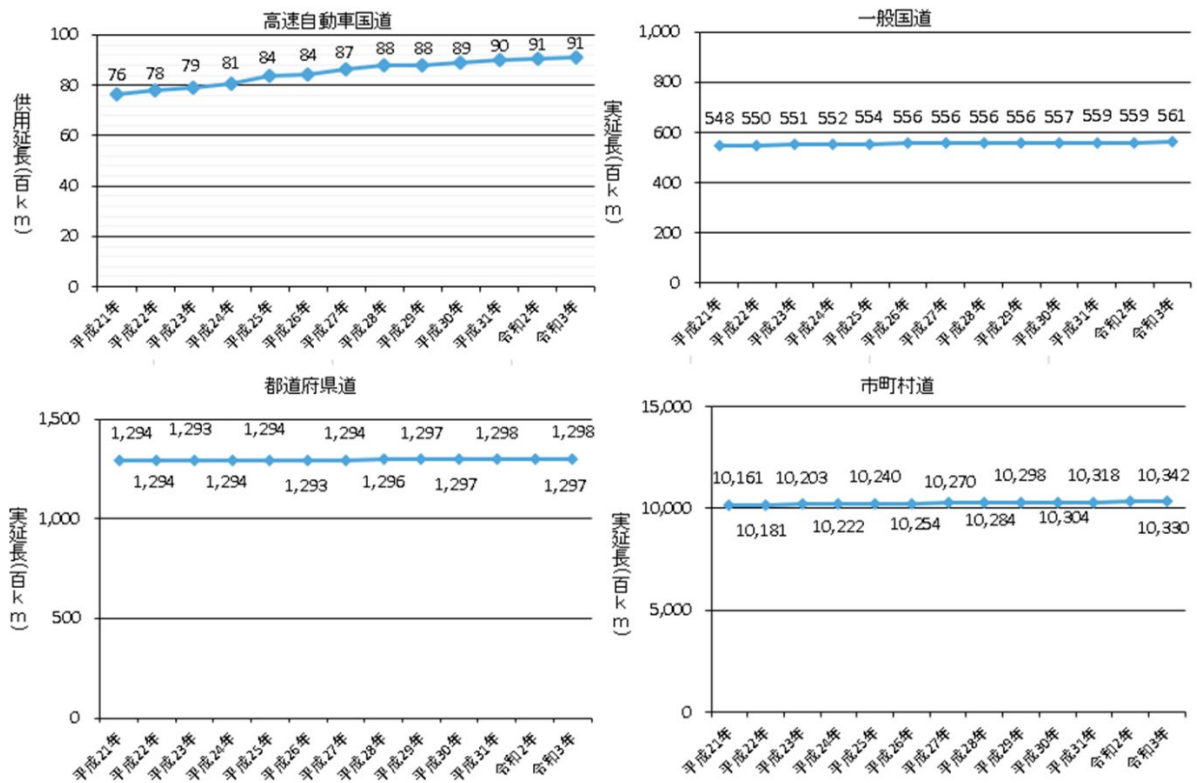 高速自動車国道
供用延長)百km(
100
80
60
40
20
0
76 78 79 81 84 84 87 88 88 89 90 91 91
平成21年 平成22年 平成23年 平成24年 平成25年 平成26年 平成27年 平成28年 平成29年 平成30年 平成31年 令和2年 令和3年
一般国道
実延長)百km(
1,000
800
600
400
200
0
548 550 551 552 554 556 556 556 556 557 559 559 561
平成21年 平成22年 平成23年 平成24年 平成25年 平成26年 平成27年 平成28年 平成29年 平成30年 平成31年 令和2年 令和3年
都道府県道
実延長)百km(
1,500
1,000
500
0
1,294 1,293 1,294 1,294 1,297 1,298 1,298
1,294 1,294 1,293 1,296 1,297 1,297
平成21年 平成22年 平成23年 平成24年 平成25年 平成26年 平成27年 平成28年 平成29年 平成30年 平成31年 令和2年 令和3年
市町村道
実延長)百km(
15,000
10,000
5,000
0
10,161 10,203 10,240 10,270 10,298 10,318 10,342
10,181 10,222 10,254 10,284 10,304 10,330
平成21年 平成22年 平成23年 平成24年 平成25年 平成26年 平成27年 平成28年 平成29年 平成30年 平成31年 令和2年 令和3年